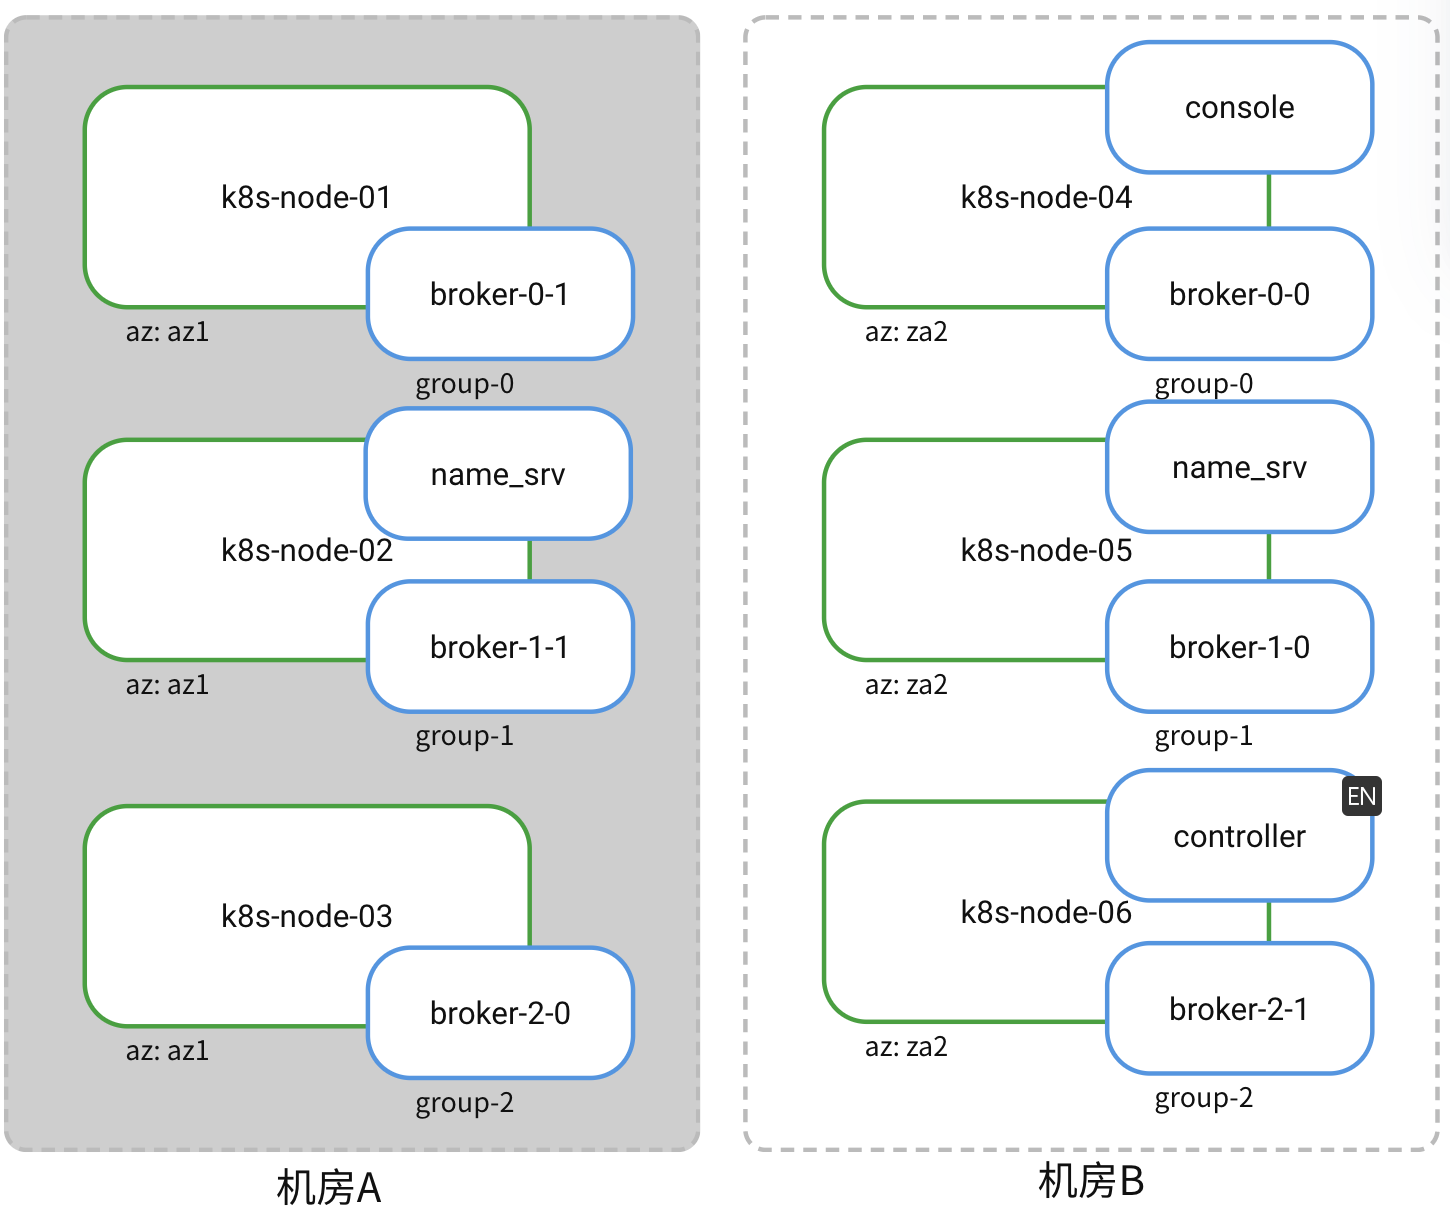 k8s-node-01
broker-0-1
az: az1
group-0
name_srv
k8s-node-02
broker-1-1
az: az1
group-1
k8s-node-03
broker-2-0
az: az1
group-2
机房A
console
k8s-node-04
broker-0-0
az: za2
group-0
name_srv
k8s-node-05
broker-1-0
az: za2
group-1
EN
controller
k8s-node-06
broker-2-1
az: za2
group-2
机房B